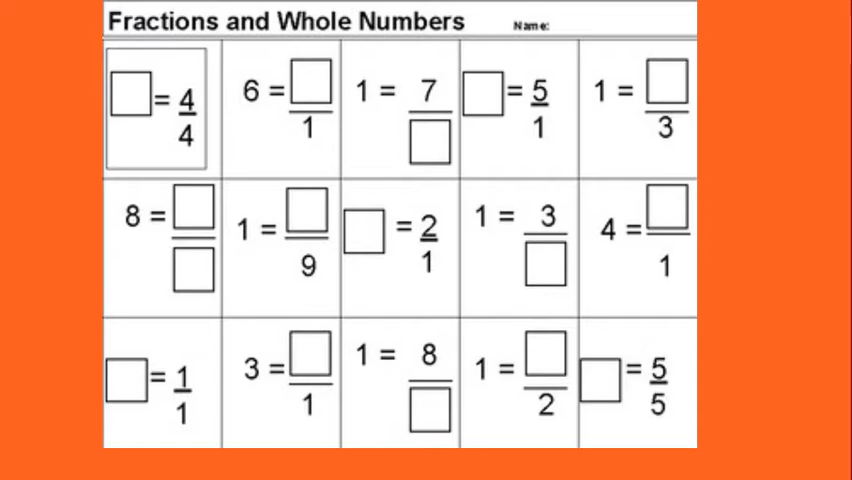 Fractions and Whole Numbers Name:
□ = 4/4 6 = □/1 1 = 7/□ □ = 5/1 1 = □/3
8 = □/□ 1 = □/9 □ = 2/1 1 = 3/□ 4 = □/1
□ = 1/1 3 = □/1 1 = 8/□ 1 = □/2 □ = 5/5